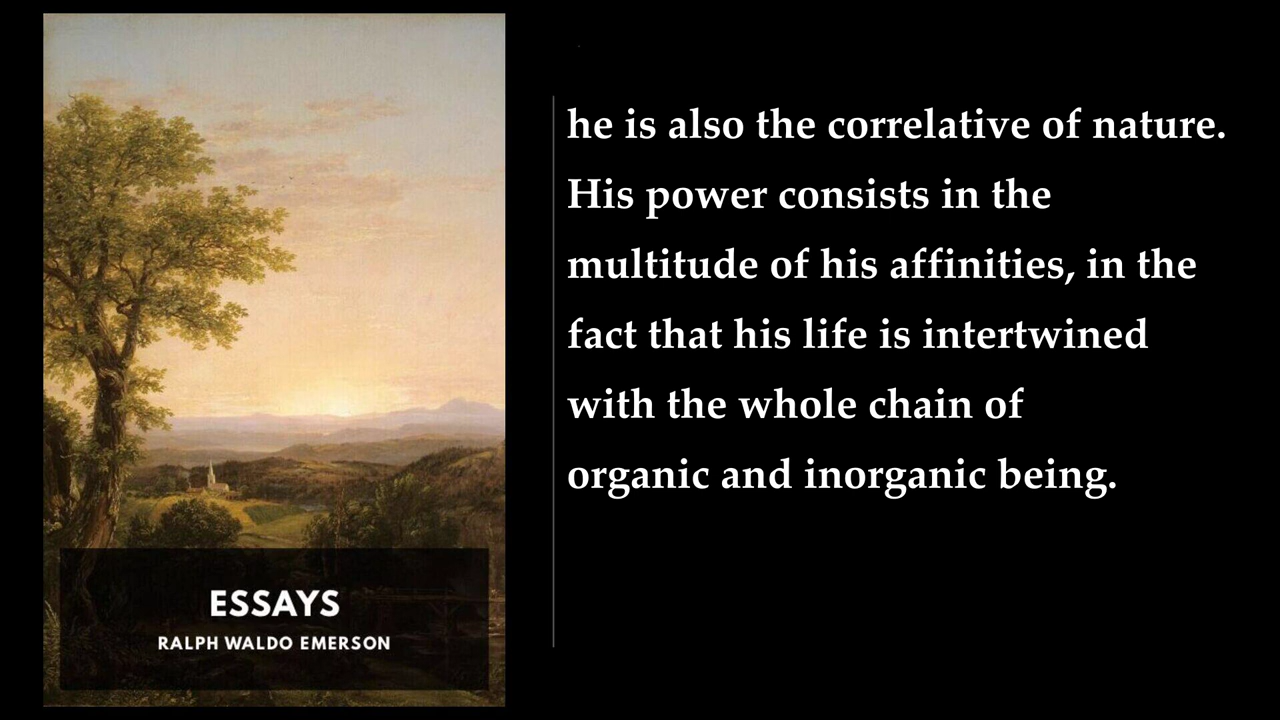 he is also the correlative of nature.
His power consists in the
multitude of his affinities, in the
fact that his life is intertwined
with the whole chain of
organic and inorganic being.
ESSAYS
RALPH WALDO EMERSON